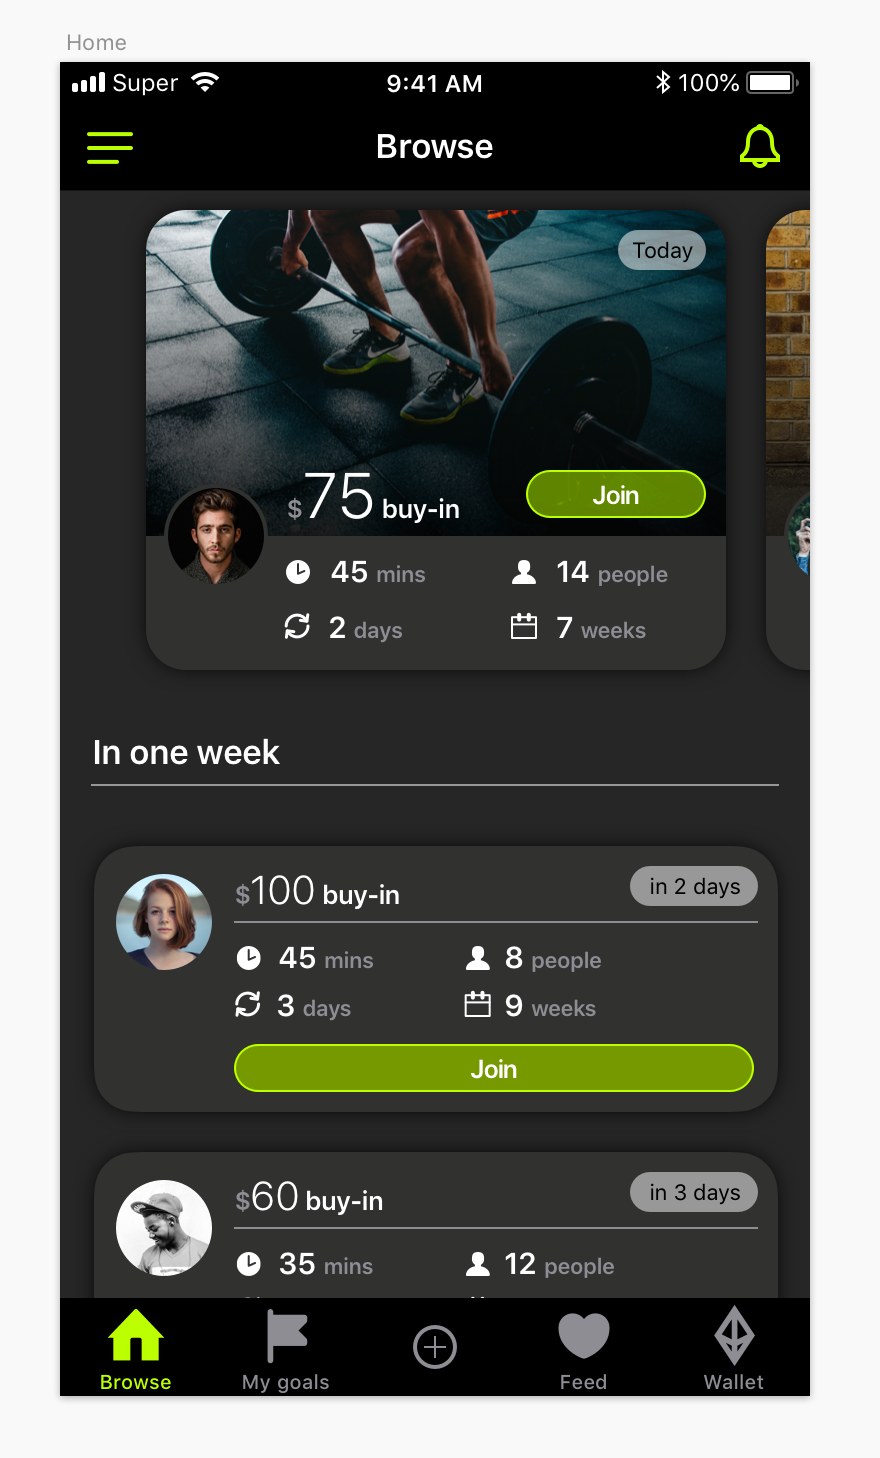 Home
Super 9:41 AM 100%
Browse
Today
$75 buy-in Join
45 mins 14 people
2 days 7 weeks
In one week
$100 buy-in in 2 days
45 mins 8 people
3 days 9 weeks
Join
$60 buy-in in 3 days
35 mins 12 people
Browse My goals Feed Wallet